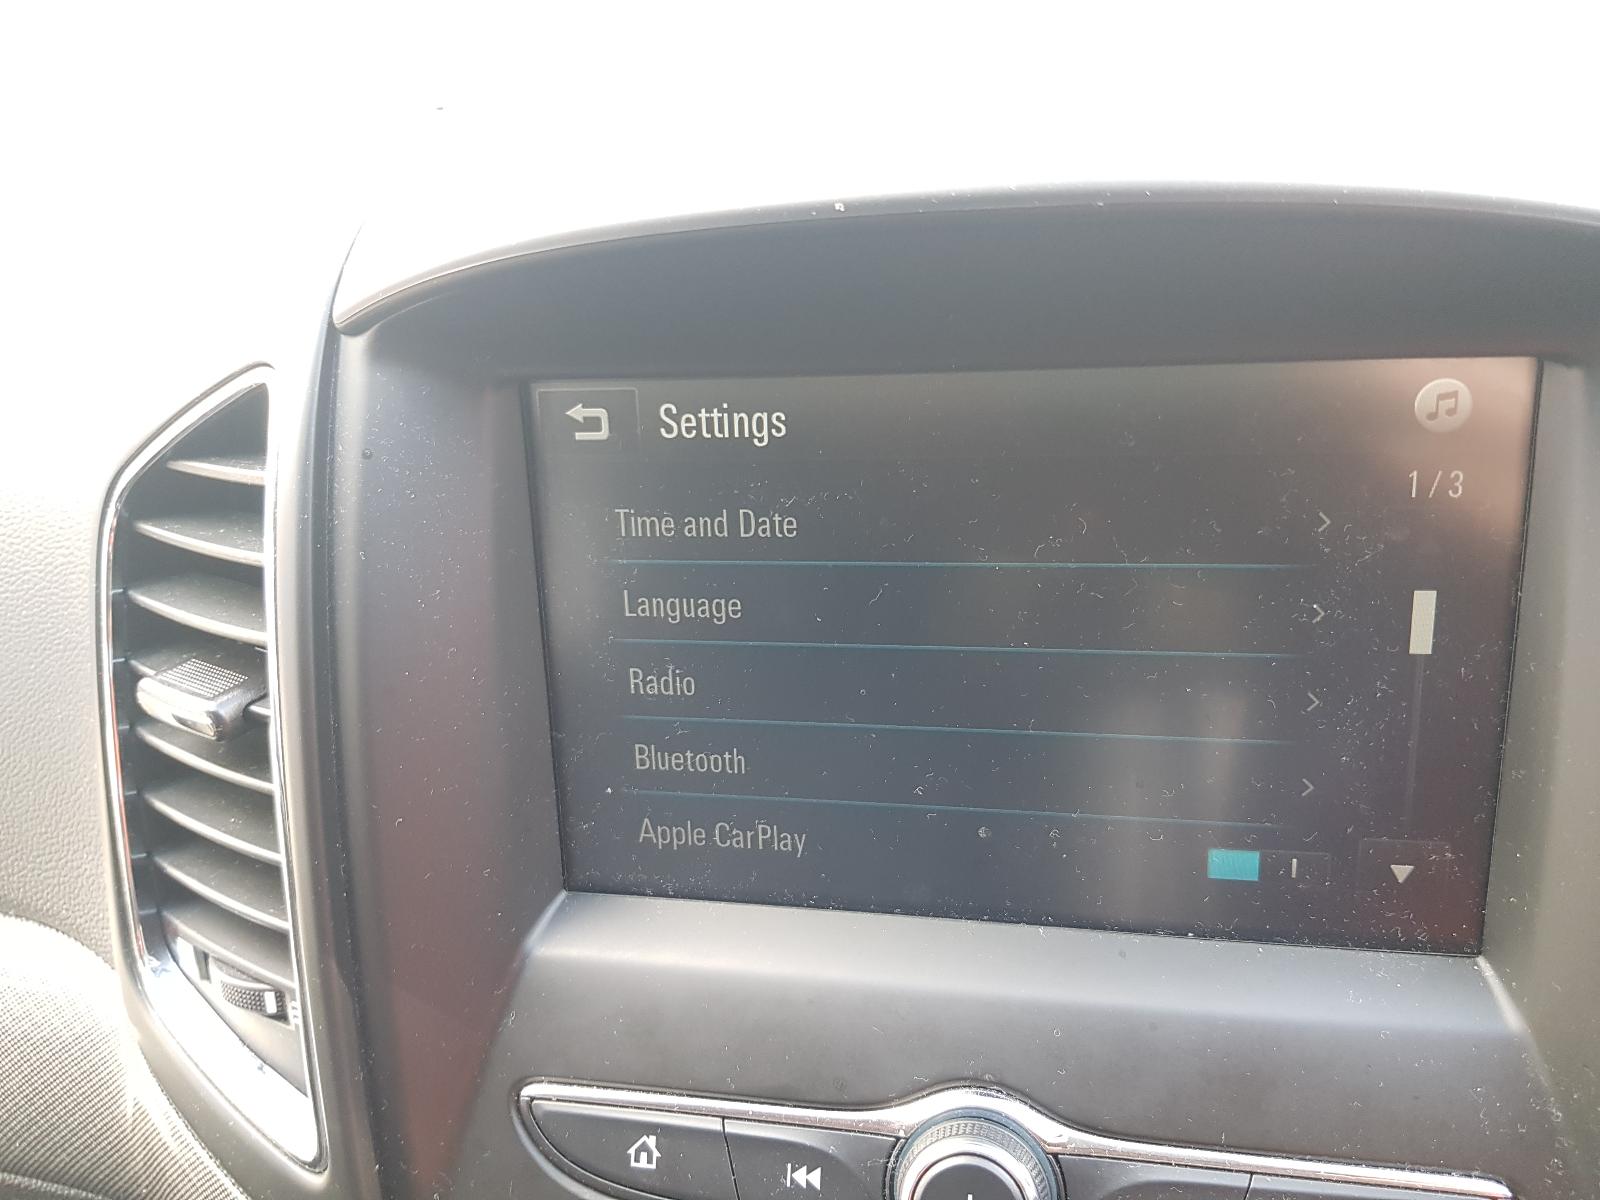 Settings
1/3
Time and Date
Language
Radio
Bluetooth
Apple CarPlay
I